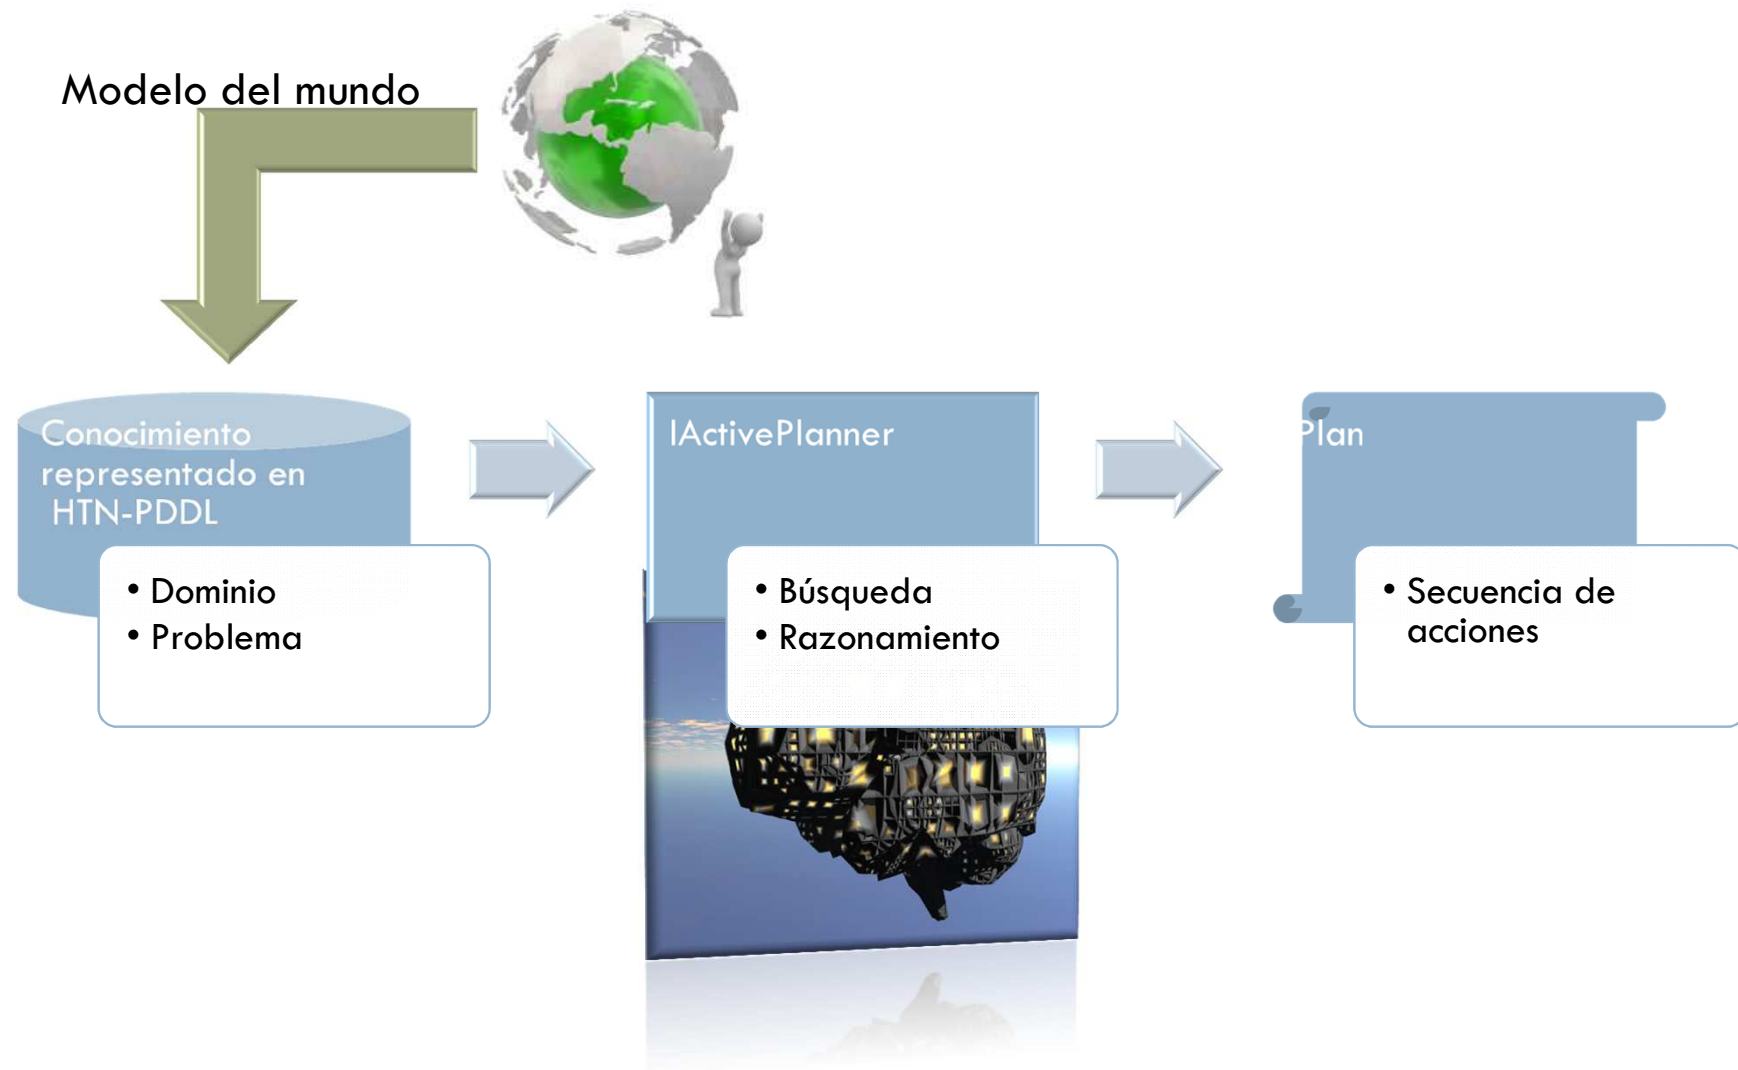 Modelo del mundo
Conocimiento
representado en
HTN-PDDL
• Dominio
• Problema
IActivePlanner
• Búsqueda
• Razonamiento
Plan
• Secuencia de
acciones